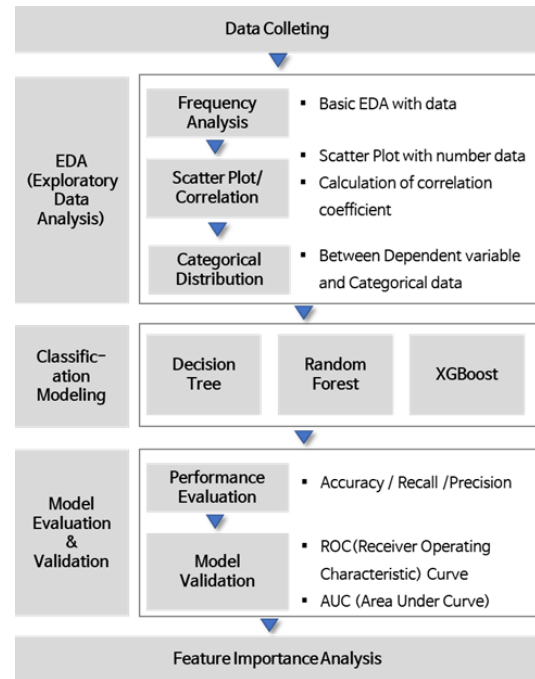 Data Colleting
EDA
(Exploratory
Data
Analysis)
Frequency
Analysis
▪ Basic EDA with data
Scatter Plot/
Correlation
▪ Scatter Plot with number data
▪ Calculation of correlation
coefficient
Categorical
Distribution
▪ Between Dependent variable
and Categorical data
Classific-
ation
Modeling
Decision
Tree
Random
Forest
XGBoost
Model
Evaluation
&
Validation
Performance
Evaluation
▪ Accuracy / Recall /Precision
Model
Validation
▪ ROC(Receiver Operating
Characteristic) Curve
▪ AUC (Area Under Curve)
Feature Importance Analysis